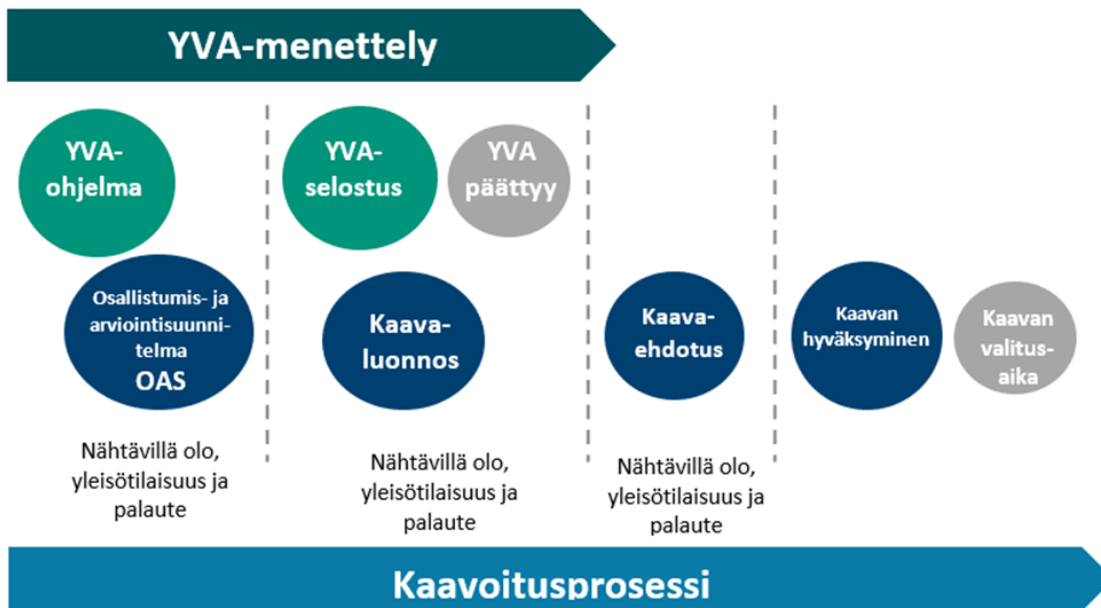 YVA-menettely
YVA-
ohjelma
YVA-
selostus
YVA
päättyy
Osallistumis- ja
arviointisuunni-
telma
OAS
Kaava-
luonnos
Kaava-
ehdotus
Kaavan
hyväksyminen
Kaavan
valitus-
aika
Nähtävillä olo,
yleisötilaisuus ja
palaute
Nähtävillä olo,
yleisötilaisuus ja
palaute
Nähtävillä olo,
yleisötilaisuus ja
palaute
Kaavoitusprosessi